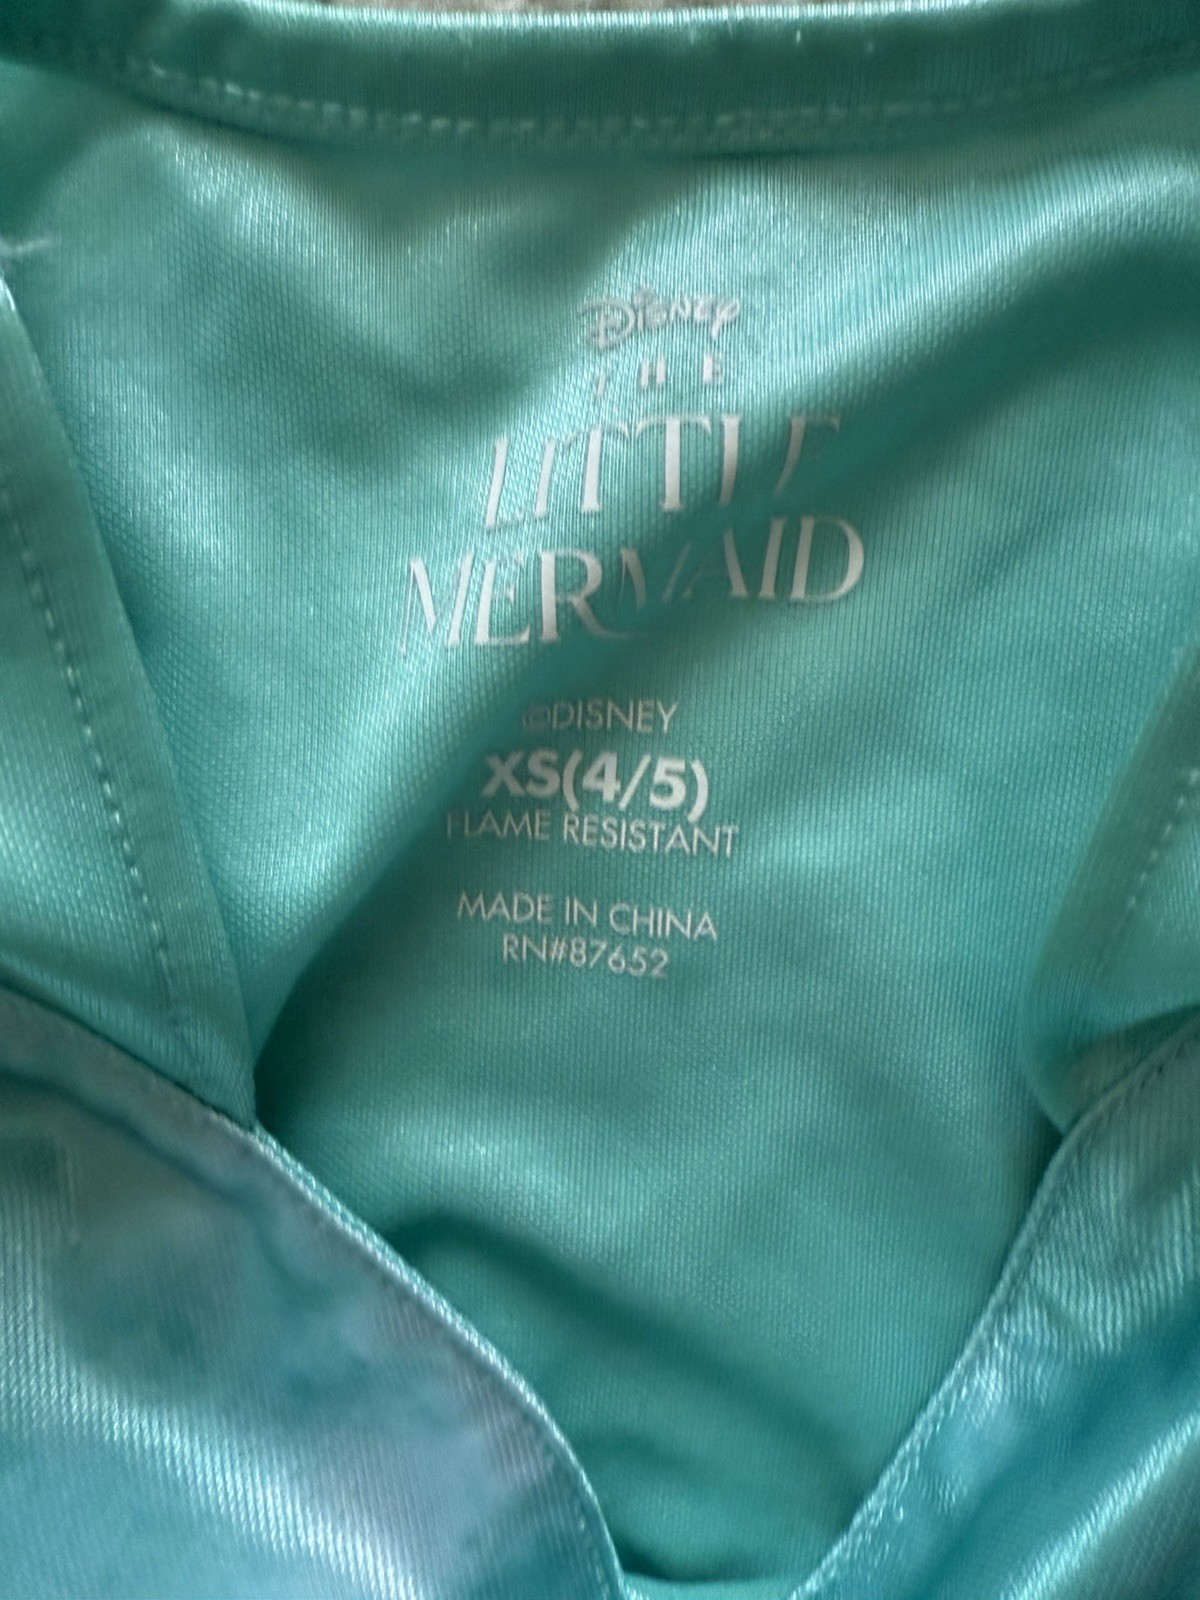 Disney
THE
LITTLE
MERMAID
©DISNEY
XS(4/5)
FLAME RESISTANT
MADE IN CHINA
RN#87652